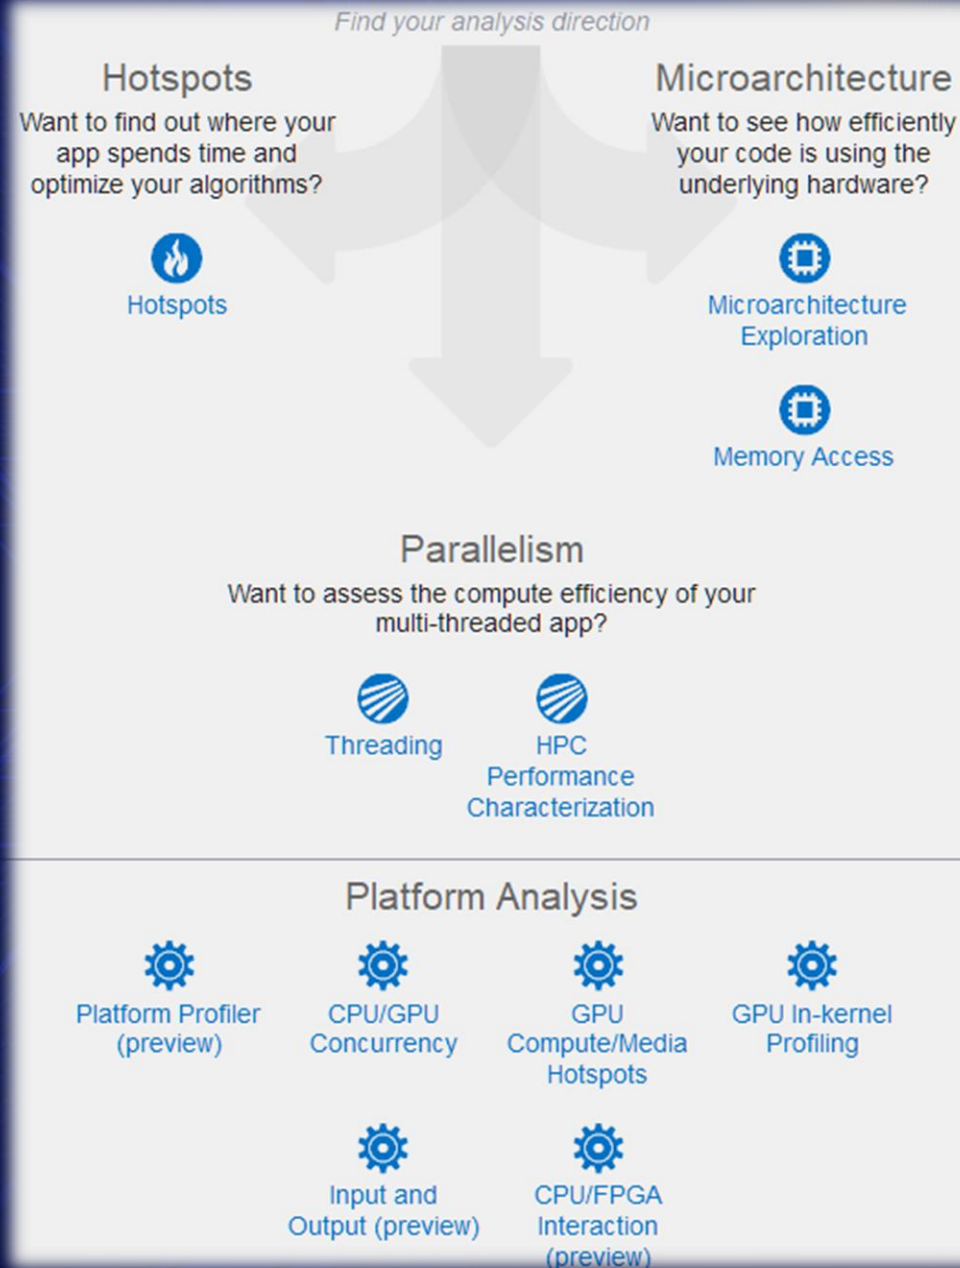 Find your analysis direction
Hotspots
Want to find out where your
app spends time and
optimize your algorithms?
Hotspots
Microarchitecture
Want to see how efficiently
your code is using the
underlying hardware?
Microarchitecture
Exploration
Memory Access
Parallelism
Want to assess the compute efficiency of your
multi-threaded app?
Threading
HPC
Performance
Characterization
Platform Analysis
Platform Profiler
(preview)
CPU/GPU
Concurrency
GPU
Compute/Media
Hotspots
GPU In-kernel
Profiling
Input and
Output (preview)
CPU/FPGA
Interaction
(preview)